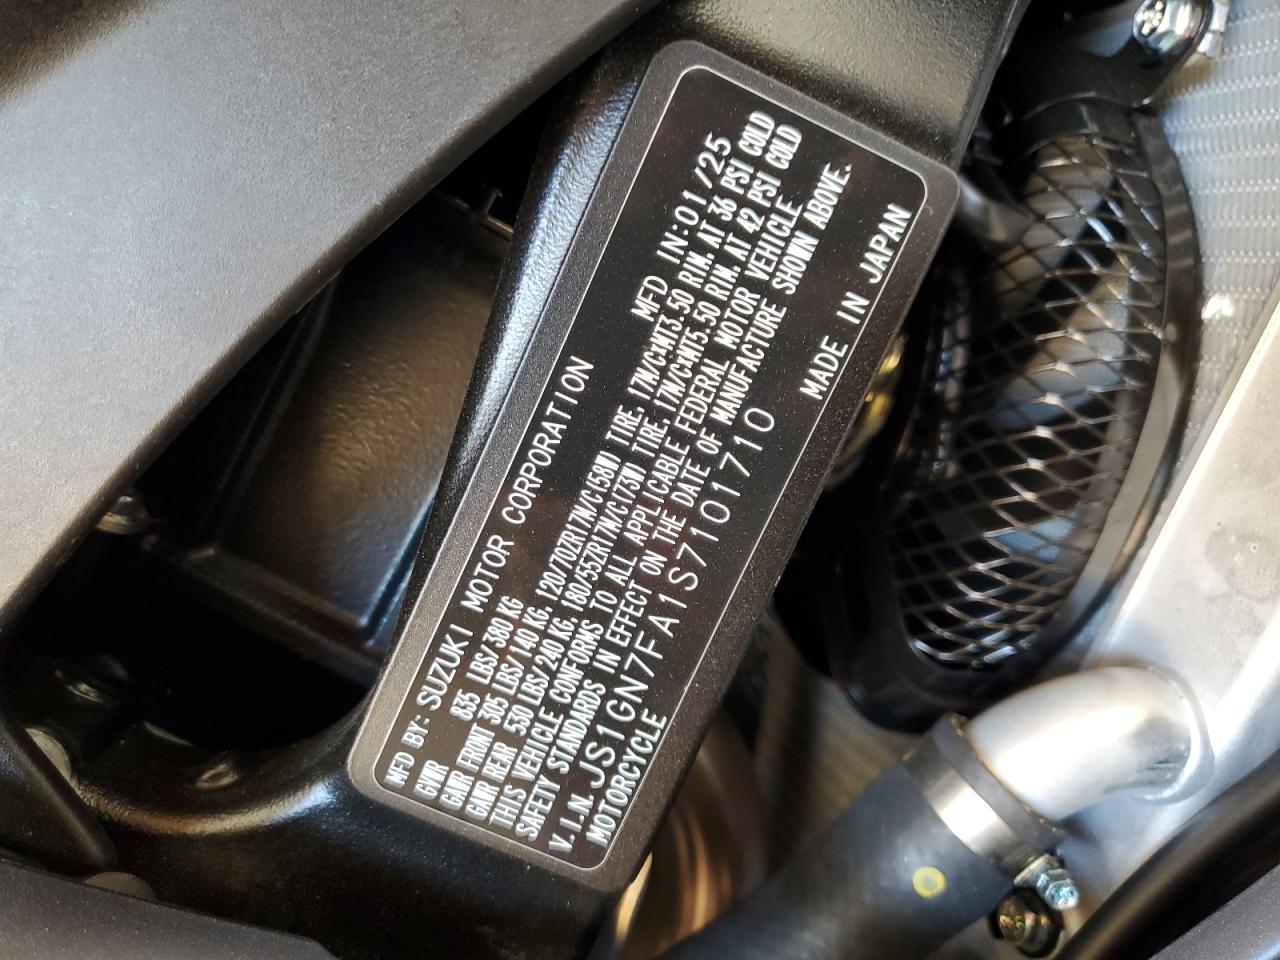 MFD BY: SUZUKI MOTOR CORPORATION MFD IN:01/25
GVWR 835 LBS/380 KG
GAWR FRONT 305 LBS/140 KG, 120/70ZR17M/C(58W) TIRE, 17M/C×MT3.50 RIM. AT 36 PSI COLD
GAWR REAR 530 LBS/240 KG, 180/55ZR17M/C(73W) TIRE, 17M/C×MT5.50 RIM. AT 42 PSI COLD
THIS VEHICLE CONFORMS TO ALL APPLICABLE FEDERAL MOTOR VEHICLE
SAFETY STANDARDS IN EFFECT ON THE DATE OF MANUFACTURE SHOWN ABOVE.
V.I.N. JS1GN7FA1S7101710
MOTORCYCLE MADE IN JAPAN